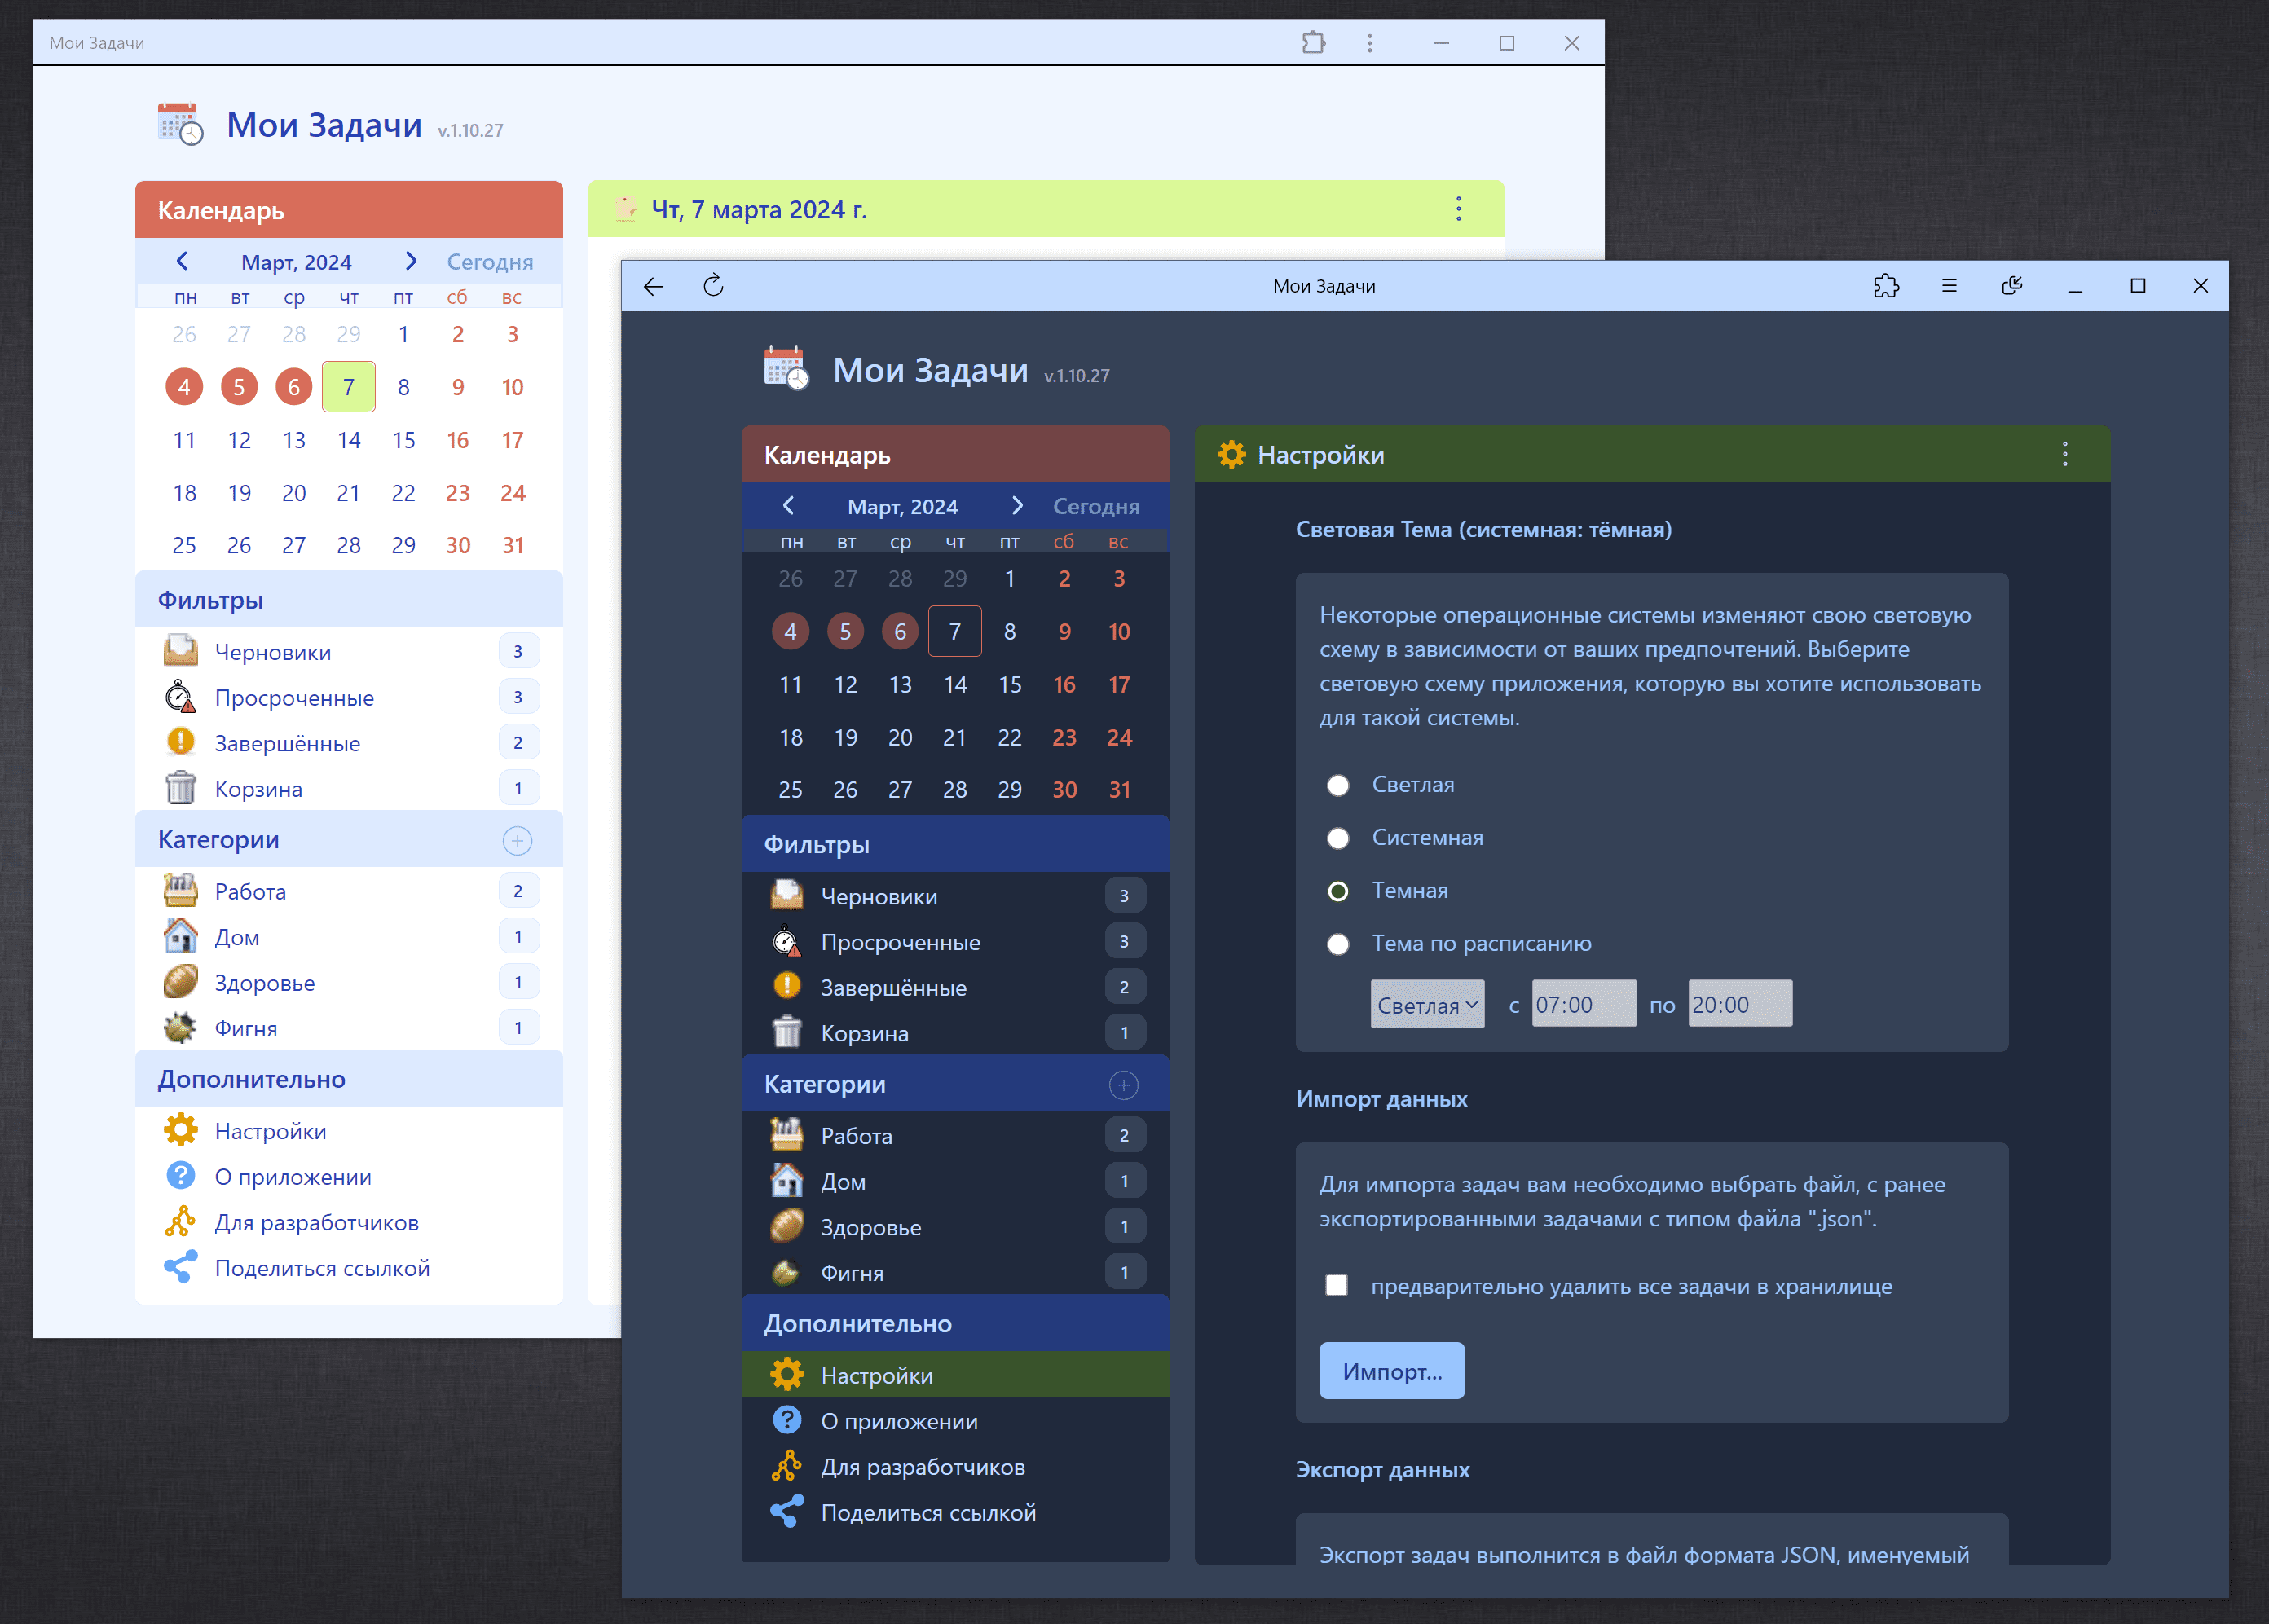 Мои Задачи
Мои Задачи v.1.10.27
Календарь
Март, 2024 Сегодня
пн вт ср чт пт сб вс
26 27 28 29 1 2 3
4 5 6 7 8 9 10
11 12 13 14 15 16 17
18 19 20 21 22 23 24
25 26 27 28 29 30 31
Фильтры
Черновики 3
Просроченные 3
Завершённые 2
Корзина 1
Категории
Работа 2
Дом 1
Здоровье 1
Фигня 1
Дополнительно
Настройки
О приложении
Для разработчиков
Поделиться ссылкой
Чт, 7 марта 2024 г.
Мои Задачи
Мои Задачи v.1.10.27
Календарь
Март, 2024 Сегодня
пн вт ср чт пт сб вс
26 27 28 29 1 2 3
4 5 6 7 8 9 10
11 12 13 14 15 16 17
18 19 20 21 22 23 24
25 26 27 28 29 30 31
Фильтры
Черновики 3
Просроченные 3
Завершённые 2
Корзина 1
Категории
Работа 2
Дом 1
Здоровье 1
Фигня 1
Дополнительно
Настройки
О приложении
Для разработчиков
Поделиться ссылкой
Настройки
Световая Тема (системная: тёмная)
Некоторые операционные системы изменяют свою световую
схему в зависимости от ваших предпочтений. Выберите
световую схему приложения, которую вы хотите использовать
для такой системы.
Светлая
Системная
Темная
Тема по расписанию
Светлая с 07:00 по 20:00
Импорт данных
Для импорта задач вам необходимо выбрать файл, с ранее
экспортированными задачами с типом файла ".json".
предварительно удалить все задачи в хранилище
Импорт...
Экспорт данных
Экспорт задач выполнится в файл формата JSON, именуемый